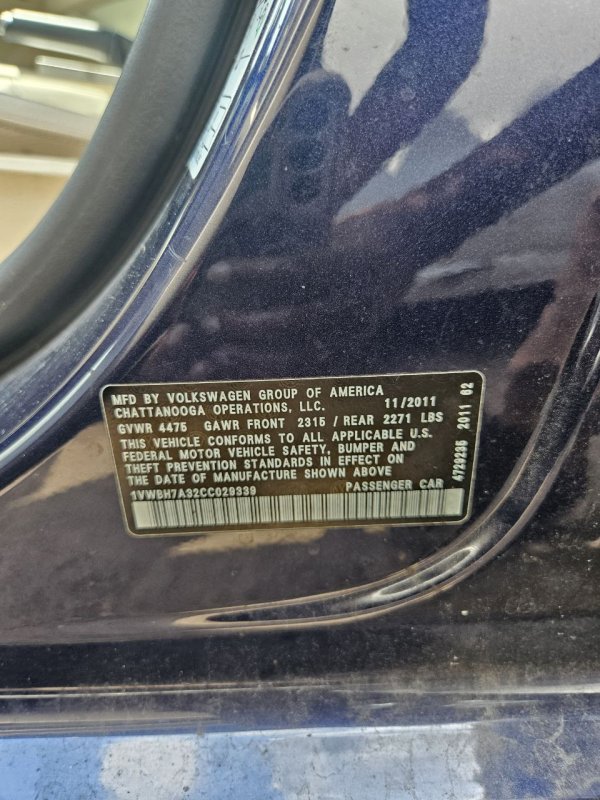 MFD BY VOLKSWAGEN GROUP OF AMERICA
CHATTANOOGA OPERATIONS, LLC. 11/2011
GVWR 4475 GAWR FRONT 2315 / REAR 2271 LBS
THIS VEHICLE CONFORMS TO ALL APPLICABLE U.S.
FEDERAL MOTOR VEHICLE SAFETY, BUMPER AND
THEFT PREVENTION STANDARDS IN EFFECT ON
THE DATE OF MANUFACTURE SHOWN ABOVE
1VWBH7A32CC029339 PASSENGER CAR
4729236 2011 02